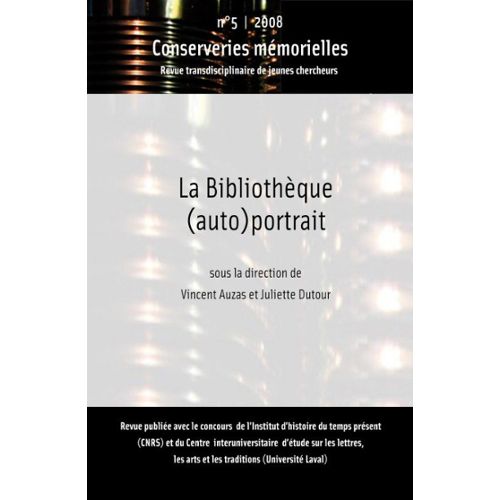 n°5 | 2008
Conserveries mémorielles
Revue transdisciplinaire de jeunes chercheurs
La Bibliothèque
(auto)portrait
sous la direction de
Vincent Auzas et Juliette Dutour
Revue publiée avec le concours de l'Institut d'histoire du temps présent
(CNRS) et du Centre interuniversitaire d'étude sur les lettres,
les arts et les traditions (Université Laval)